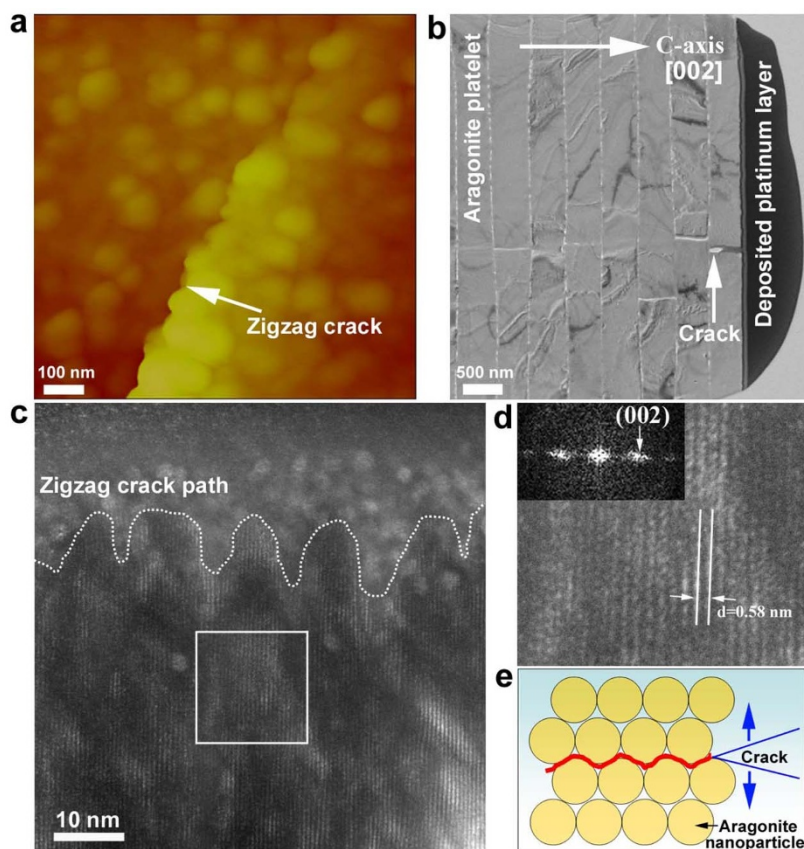 a
Zigzag crack
100 nm
b
C-axis
[002]
Aragonite platelet
Deposited platinum layer
Crack
500 nm
c
Zigzag crack path
10 nm
d
(002)
d=0.58 nm
e
Crack
Aragonite
nanoparticle